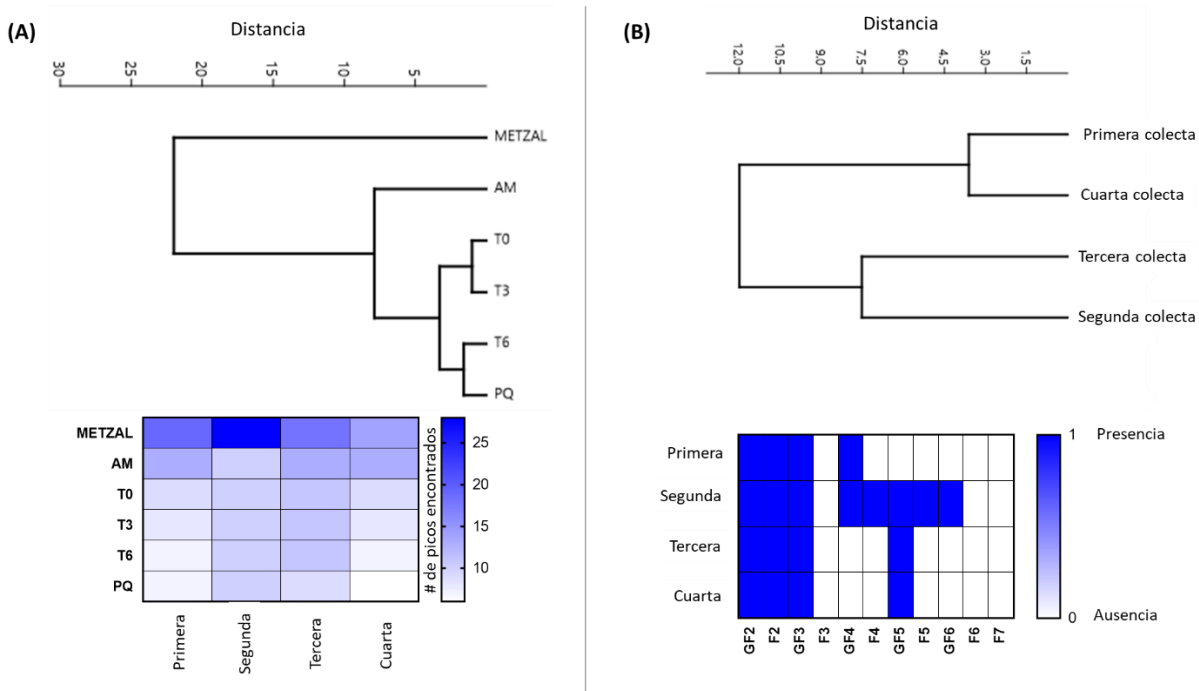 (A)
Distancia
30 25 20 15 10 5
METZAL
AM
T0
T3
T6
PQ
METZAL
AM
T0
T3
T6
PQ
Primera
Segunda
Tercera
Cuarta
25
20
15
10
# de picos encontrados
(B)
Distancia
12.0 10.5 9.0 7.5 6.0 4.5 3.0 1.5
Primera colecta
Cuarta colecta
Tercera colecta
Segunda colecta
Primera
Segunda
Tercera
Cuarta
GF2
F2
GF3
F3
GF4
F4
GF5
F5
GF6
F6
F7
1 Presencia
0 Ausencia